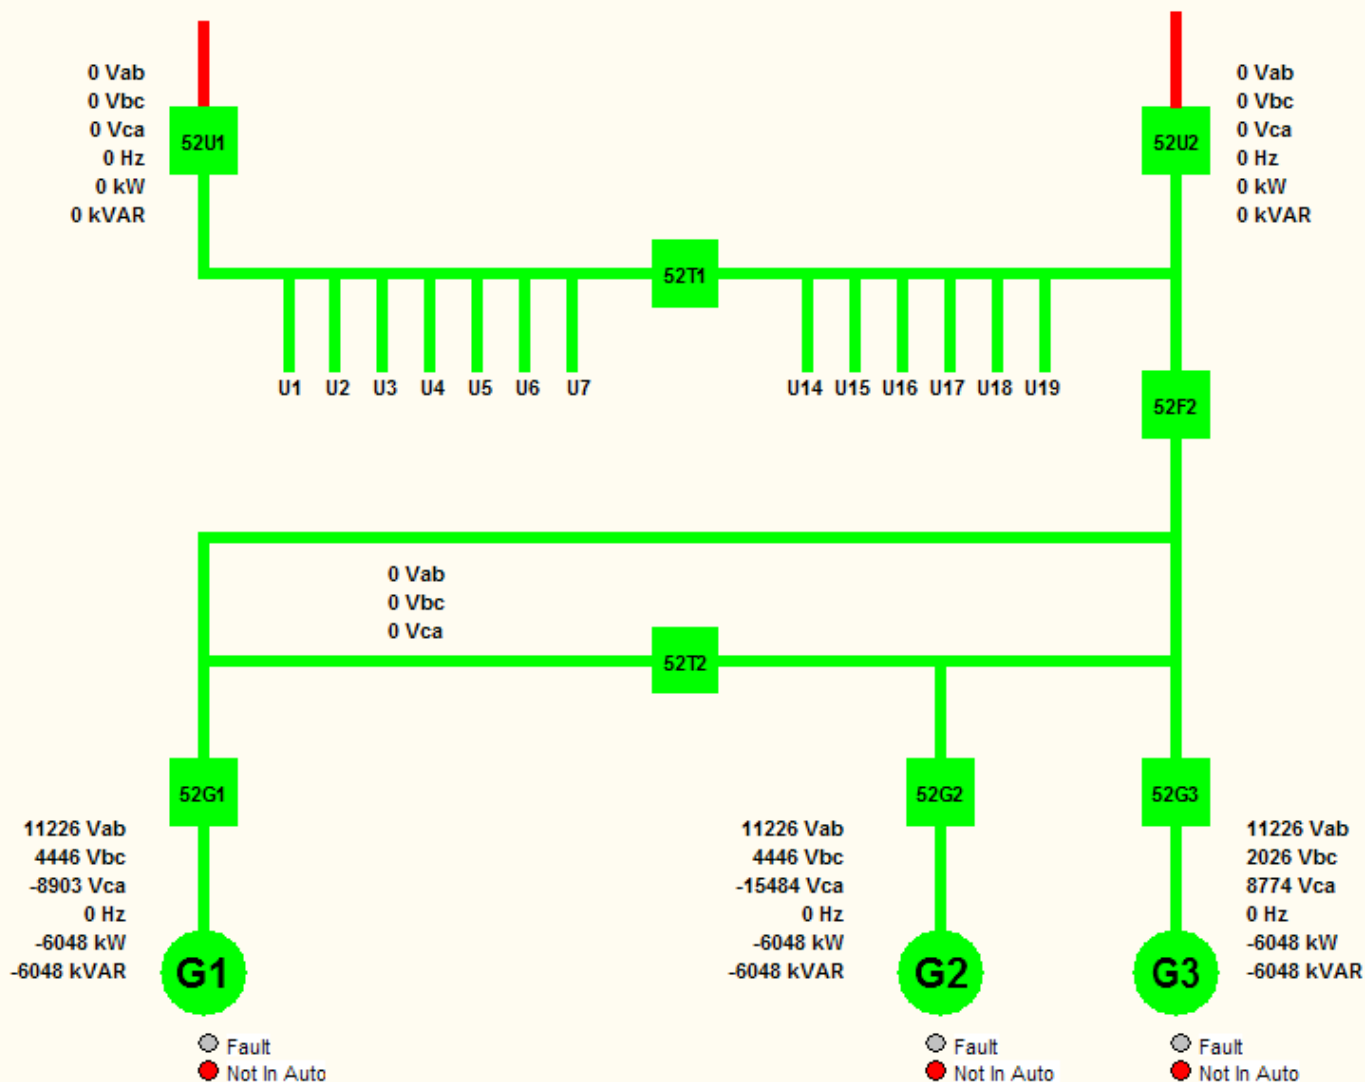 0 Vab
0 Vbc
0 Vca
0 Hz
0 kW
0 kVAR
52U1
52U2
0 Vab
0 Vbc
0 Vca
0 Hz
0 kW
0 kVAR
52T1
U1 U2 U3 U4 U5 U6 U7
U14 U15 U16 U17 U18 U19
52F2
0 Vab
0 Vbc
0 Vca
52T2
52G1
52G2
52G3
11226 Vab
4446 Vbc
-8903 Vca
0 Hz
-6048 kW
-6048 kVAR
G1
Fault
Not In Auto
11226 Vab
4446 Vbc
-15484 Vca
0 Hz
-6048 kW
-6048 kVAR
G2
Fault
Not In Auto
11226 Vab
2026 Vbc
8774 Vca
0 Hz
-6048 kW
-6048 kVAR
G3
Fault
Not In Auto